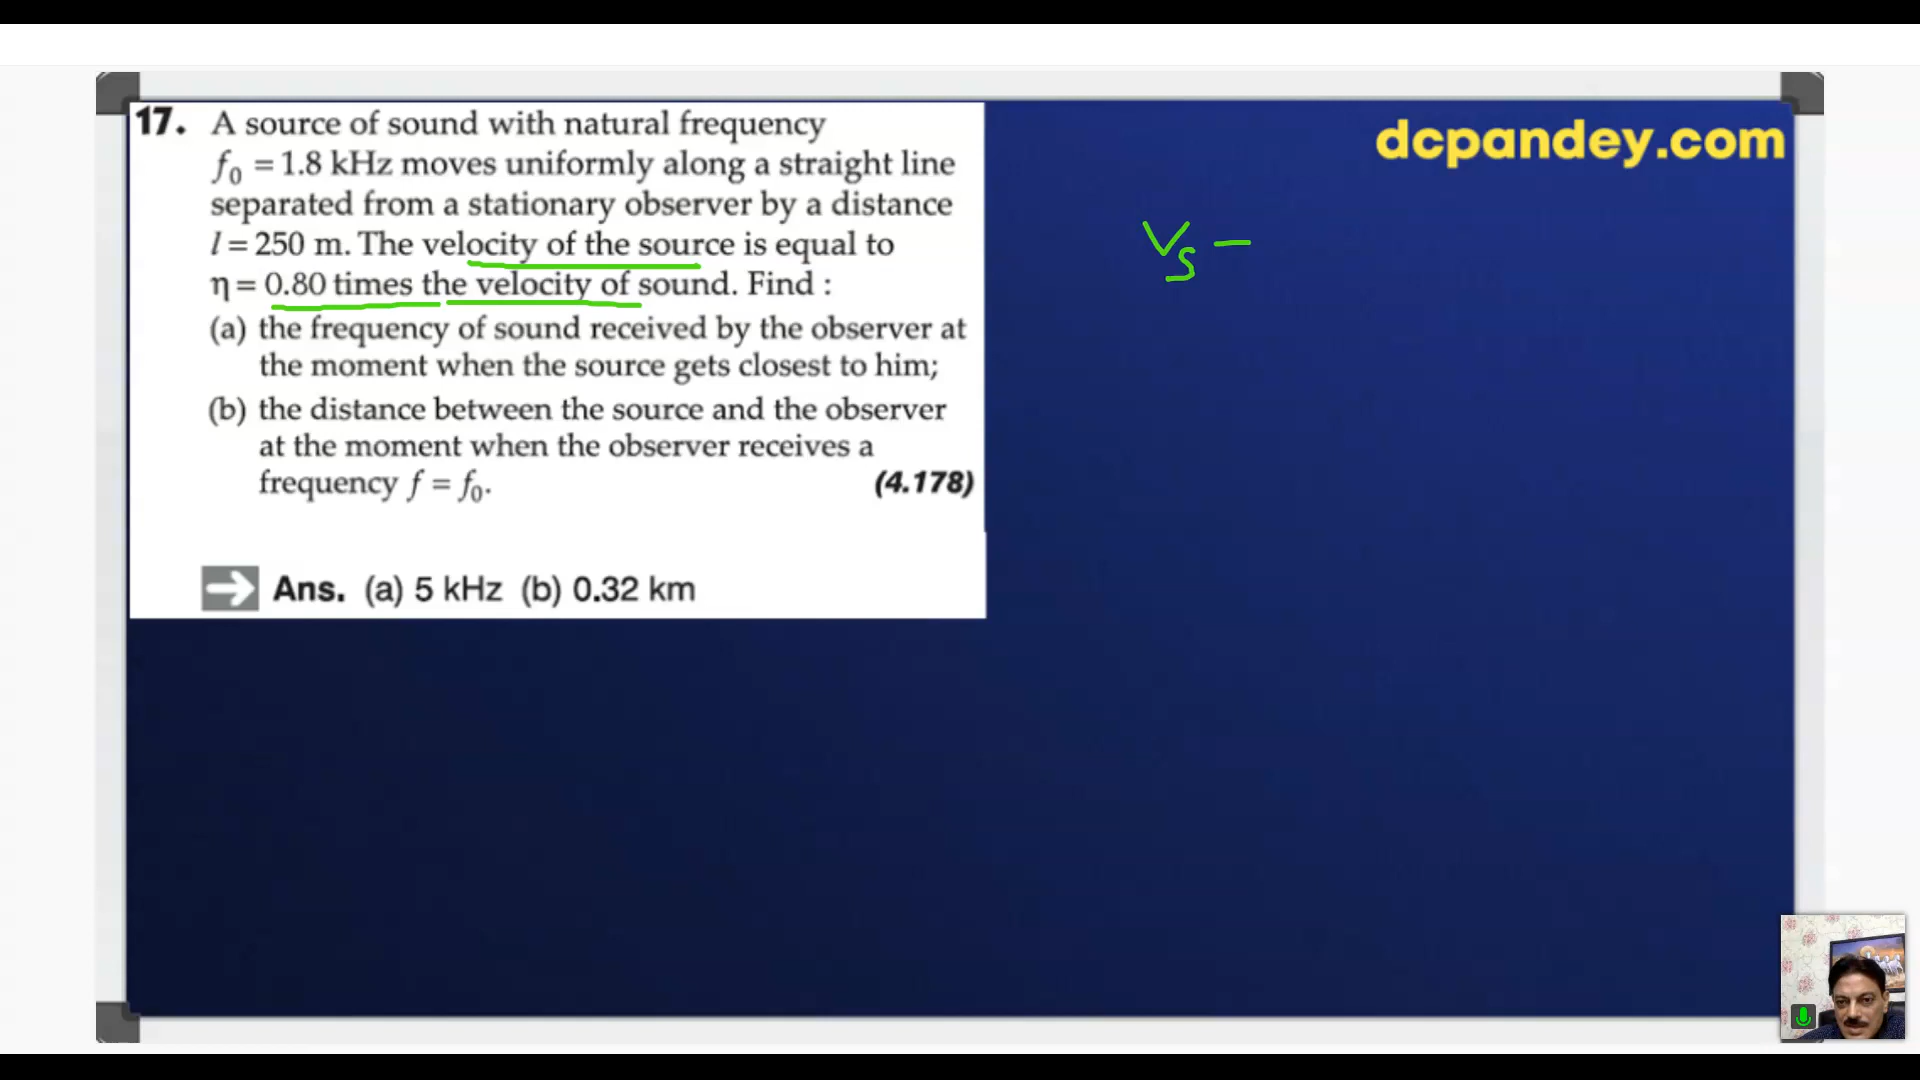 17. A source of sound with natural frequency
f₀ = 1.8 kHz moves uniformly along a straight line
separated from a stationary observer by a distance
l = 250 m. The velocity of the source is equal to
η = 0.80 times the velocity of sound. Find :
(a) the frequency of sound received by the observer at
the moment when the source gets closest to him;
(b) the distance between the source and the observer
at the moment when the observer receives a
frequency f = f₀. (4.178)
Ans. (a) 5 kHz (b) 0.32 km
dcpandey.com
Vs –